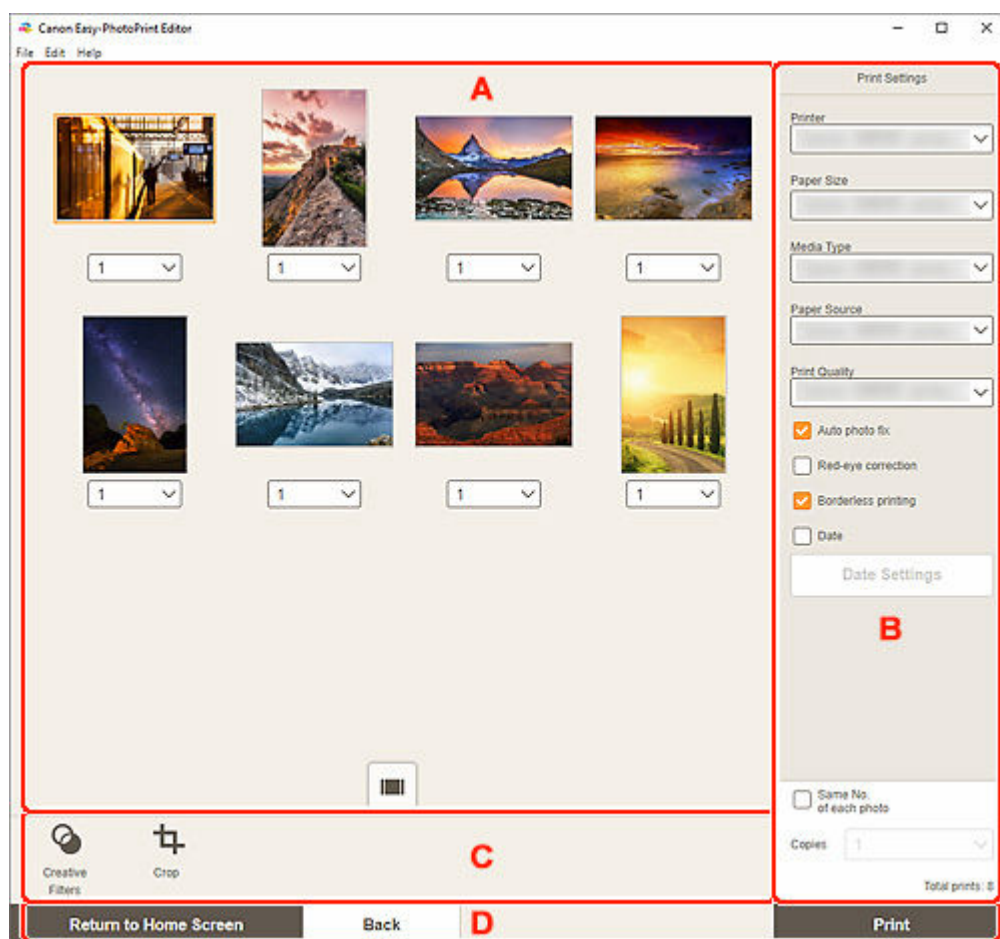 Canon Easy-PhotoPrint Editor
File Edit Help
A
Print Settings
Printer
Paper Size
1 1 1 1
Media Type
Paper Source
Print Quality
Auto photo fix
Red-eye correction
1 1 1 1
Borderless printing
Date
Date Settings
B
Same No.
of each photo
Copies 1
Total prints: 8
Creative
Filters
Crop
C
Return to Home Screen
Back
D
Print